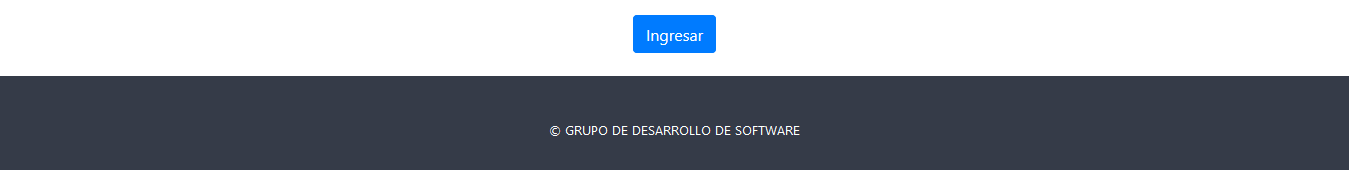 Ingresar
© GRUPO DE DESARROLLO DE SOFTWARE